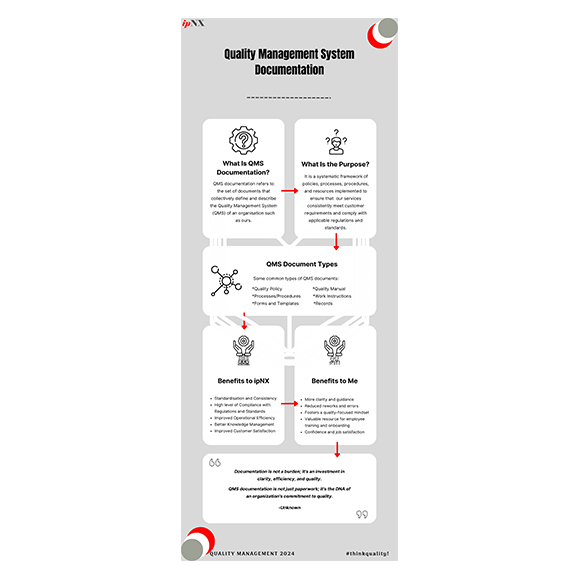 ipNX
Quality Management System
Documentation
What Is QMS
Documentation?
QMS documentation refers to
the set of documents that
collectively define and describe
the Quality Management System
(QMS) of an organisation such
as ours.
What Is the Purpose?
It is a systematic framework of
policies, processes, procedures,
and resources implemented to
ensure that our services
consistently meet customer
requirements and comply with
applicable regulations and
standards.
QMS Document Types
Some common types of QMS documents:
*Quality Policy
*Processes/Procedures
*Forms and Templates
*Quality Manual
*Work Instructions
*Records
Benefits to ipNX
• Standardisation and Consistency
• High level of Compliance with
Regulations and Standards
• Improved Operational Efficiency
• Better Knowledge Management
• Improved Customer Satisfaction
Benefits to Me
• More clarity and guidance
• Reduced reworks and errors
• Fosters a quality-focused mindset
• Valuable resource for employee
training and onboarding
• Confidence and job satisfaction
Documentation is not a burden; it's an investment in
clarity, efficiency, and quality.
QMS documentation is not just paperwork; it's the DNA of
an organization's commitment to quality.
-Unknown
QUALITY MANAGEMENT 2024
#thinkquality!